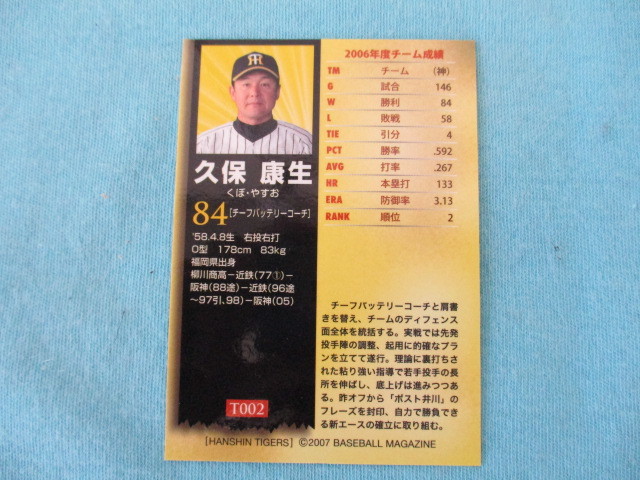 久保 康生
くぼ・やすお
84 [チーフバッテリーコーチ]
'58.4.8生 右投右打
O型 178cm 83kg
福岡県出身
柳川商高－近鉄(77①)－
阪神(88途)－近鉄(96途
～97引、98)－阪神(05)
T002
2006年度チーム成績
TM チーム (神)
G 試合 146
W 勝利 84
L 敗戦 58
TIE 引分 4
PCT 勝率 .592
AVG 打率 .267
HR 本塁打 133
ERA 防御率 3.13
RANK 順位 2
チーフバッテリーコーチと肩書
きを替え、チームのディフェンス
面全体を統括する。実戦では先発
投手陣の調整、起用に的確なプラ
ンを立てて遂行。理論に裏打ちさ
れた粘り強い指導で若手投手の長
所を伸ばし、底上げは進みつつあ
る。昨オフから「ポスト井川」の
フレーズを封印、自力で勝負でき
る新エースの確立に取り組む。
[HANSHIN TIGERS] ©2007 BASEBALL MAGAZINE